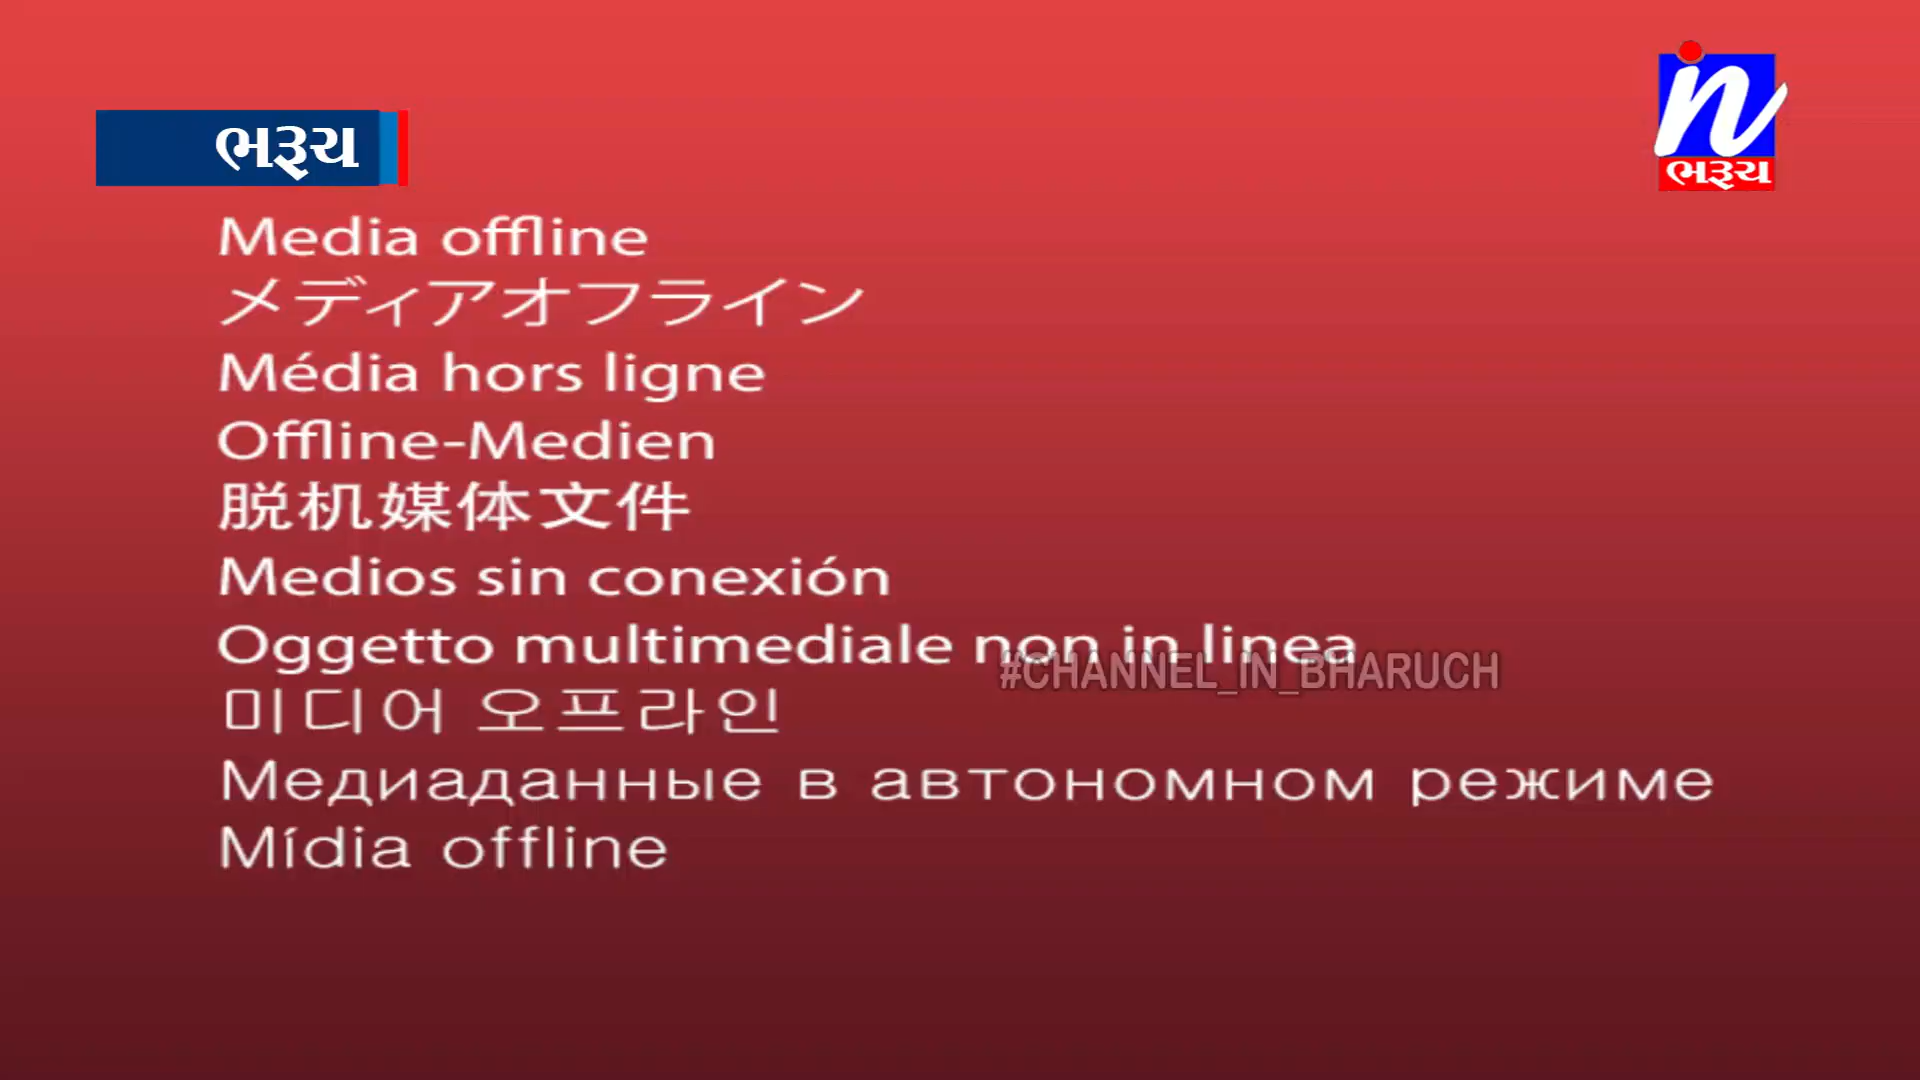 in
ભરૂચ
ભરૂચ
Media offline
メディアオフライン
Média hors ligne
Offline-Medien
脱机媒体文件
Medios sin conexión
Oggetto multimediale non in linea
#CHANNEL_IN_BHARUCH
미디어 오프라인
Медиаданные в автономном режиме
Mídia offline